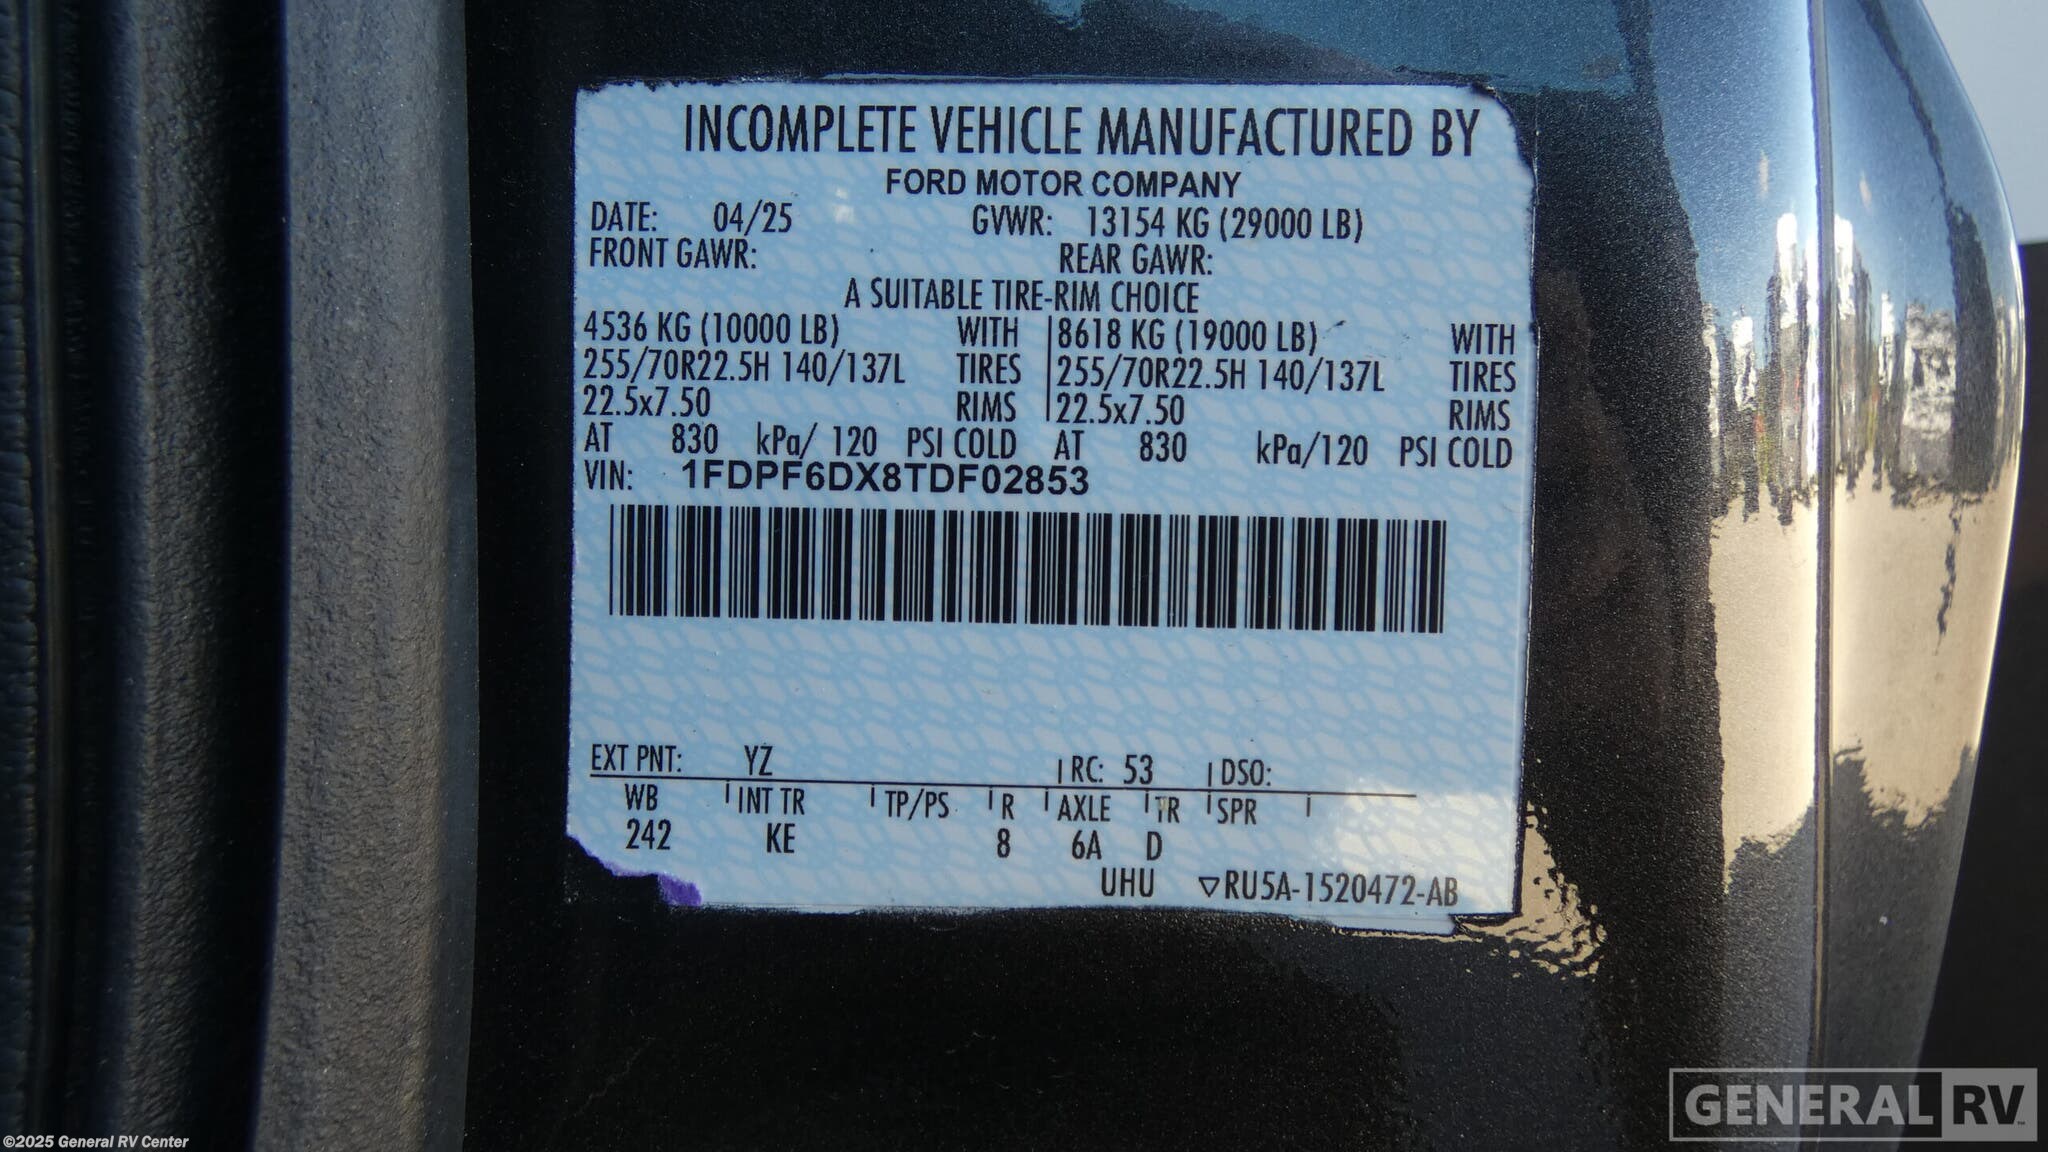 INCOMPLETE VEHICLE MANUFACTURED BY
FORD MOTOR COMPANY
DATE: 04/25 GVWR: 13154 KG (29000 LB)
FRONT GAWR: REAR GAWR:
A SUITABLE TIRE-RIM CHOICE
4536 KG (10000 LB) WITH 8618 KG (19000 LB) WITH
255/70R22.5H 140/137L TIRES 255/70R22.5H 140/137L TIRES
22.5x7.50 RIMS 22.5x7.50 RIMS
AT 830 kPa/ 120 PSI COLD AT 830 kPa/120 PSI COLD
VIN: 1FDPF6DX8TDF02853
EXT PNT: YZ RC: 53 DSO:
WB INT TR TP/PS R AXLE TR SPR
242 KE 8 6A D
UHU ▽RU5A-1520472-AB
GENERAL RV™
©2025 General RV Center